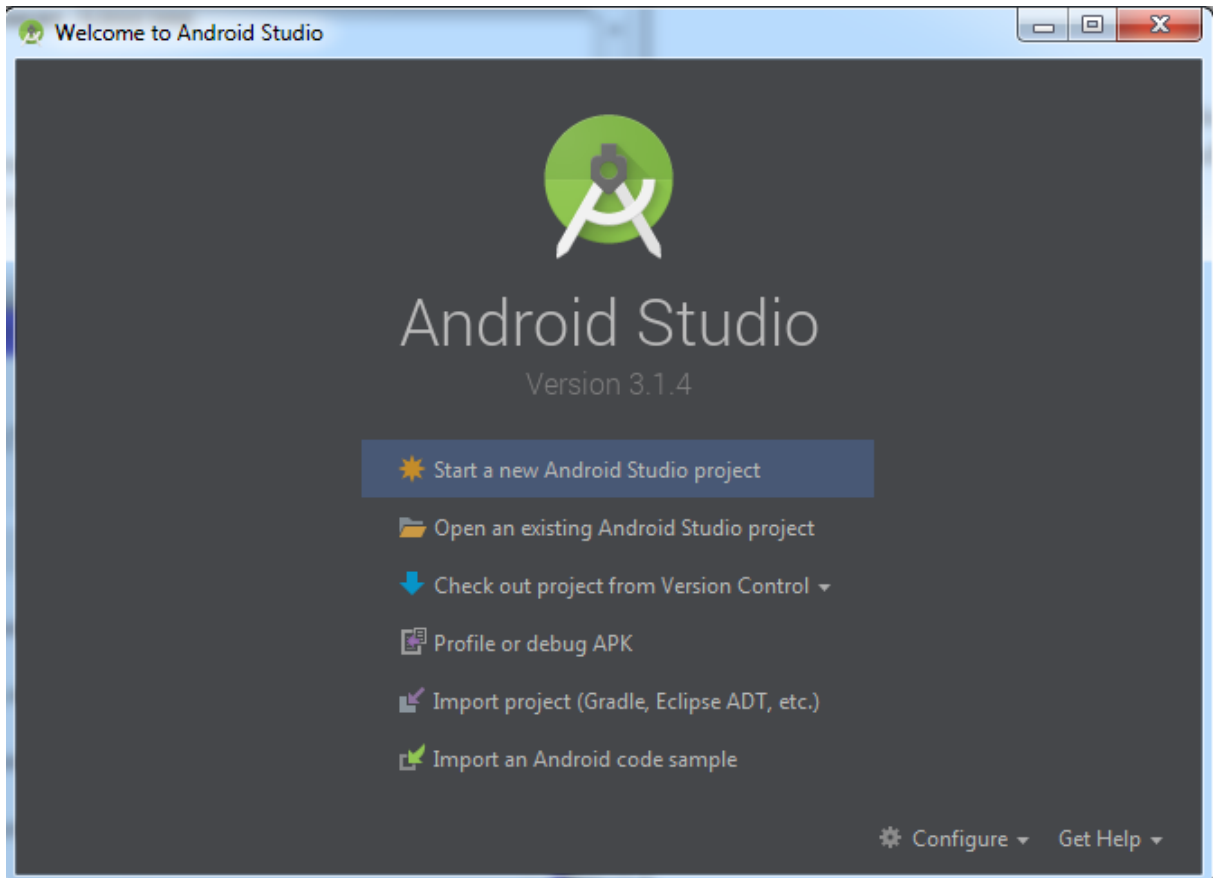 Welcome to Android Studio
Android Studio
Version 3.1.4
Start a new Android Studio project
Open an existing Android Studio project
Check out project from Version Control
Profile or debug APK
Import project (Gradle, Eclipse ADT, etc.)
Import an Android code sample
Configure Get Help